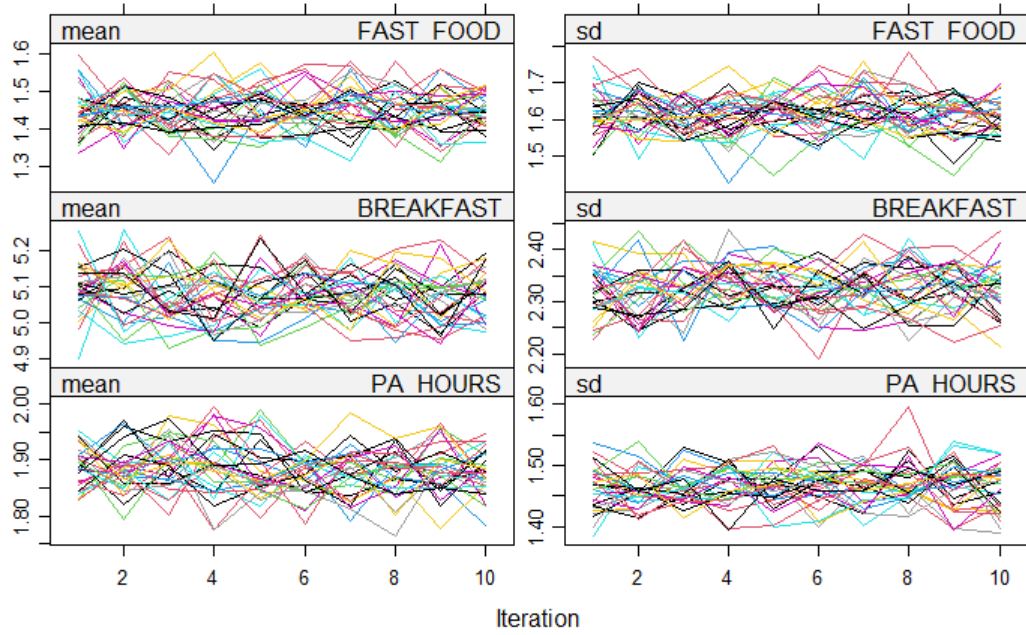 mean FAST FOOD
sd FAST FOOD
1.3 1.4 1.5 1.6
1.5 1.6 1.7
mean BREAKFAST
sd BREAKFAST
4.9 5.0 5.1 5.2
2.20 2.30 2.40
mean PA HOURS
sd PA HOURS
1.80 1.90 2.00
1.40 1.50 1.60
2 4 6 8 10
2 4 6 8 10
Iteration